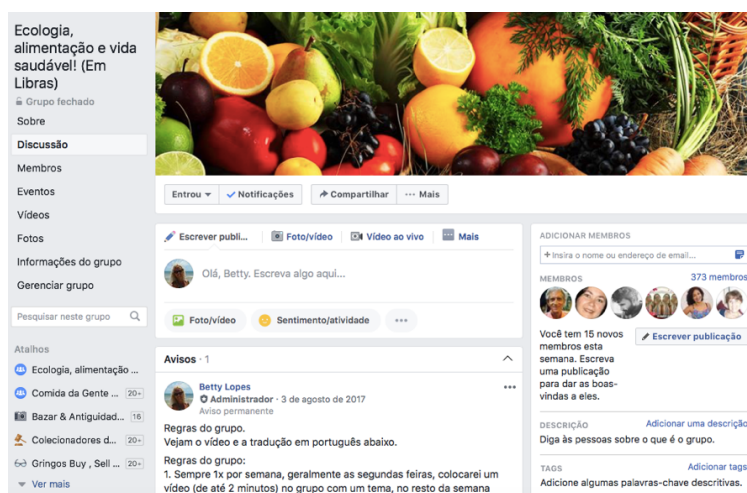 Ecologia,
alimentação e vida
saudável! (Em
Libras)
Grupo fechado
Sobre
Discussão
Membros
Eventos
Vídeos
Fotos
Informações do grupo
Gerenciar grupo
Pesquisar neste grupo
Atalhos
Ecologia, alimentação ...
Comida da Gente ... 20+
Bazar & Antiguidad... 16
Colecionadores d... 20+
Gringos Buy , Sell ... 20+
Ver mais
Entrou Notificações Compartilhar ··· Mais
Escrever publi... Foto/vídeo Vídeo ao vivo Mais
Olá, Betty. Escreva algo aqui...
Foto/vídeo Sentimento/atividade ···
Avisos · 1
Betty Lopes
Administrador · 3 de agosto de 2017
Aviso permanente
Regras do grupo.
Vejam o vídeo e a tradução em português abaixo.
Regras do grupo:
1. Sempre 1x por semana, geralmente as segundas feiras, colocarei um
vídeo (de até 2 minutos) no grupo com um tema, no resto da semana
ADICIONAR MEMBROS
+ Insira o nome ou endereço de email...
MEMBROS 373 membros
Você tem 15 novos
membros esta
semana. Escreva
uma publicação
para dar as boas-
vindas a eles.
Escrever publicação
DESCRIÇÃO Adicionar uma descrição
Diga às pessoas sobre o que é o grupo.
TAGS Adicionar tags
Adicione algumas palavras-chave descritivas.